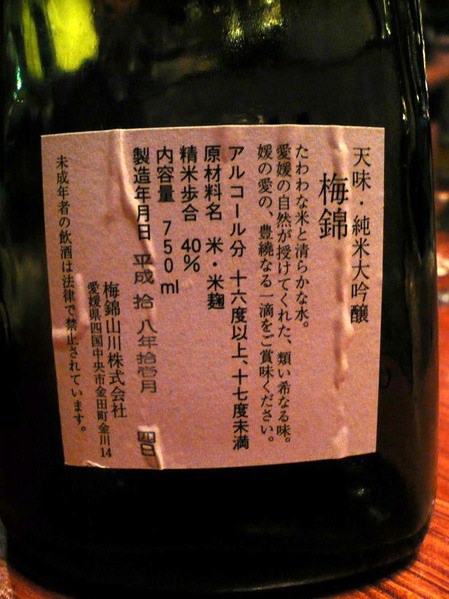 天味・純米大吟醸
梅錦
たわわな米と清らかな水。
愛媛の自然が授けてくれた、類い希なる味。
媛の愛の、豊繞なる一滴をご賞味ください。
アルコール分 十六度以上、十七度未満
原材料名 米・米麹
精米歩合 40%
内容量 750ml
製造年月日 平成 拾 八年拾壱月 四日
梅錦山川株式会社
愛媛県四国中央市金田町金川14
未成年者の飲酒は法律で禁止されています。